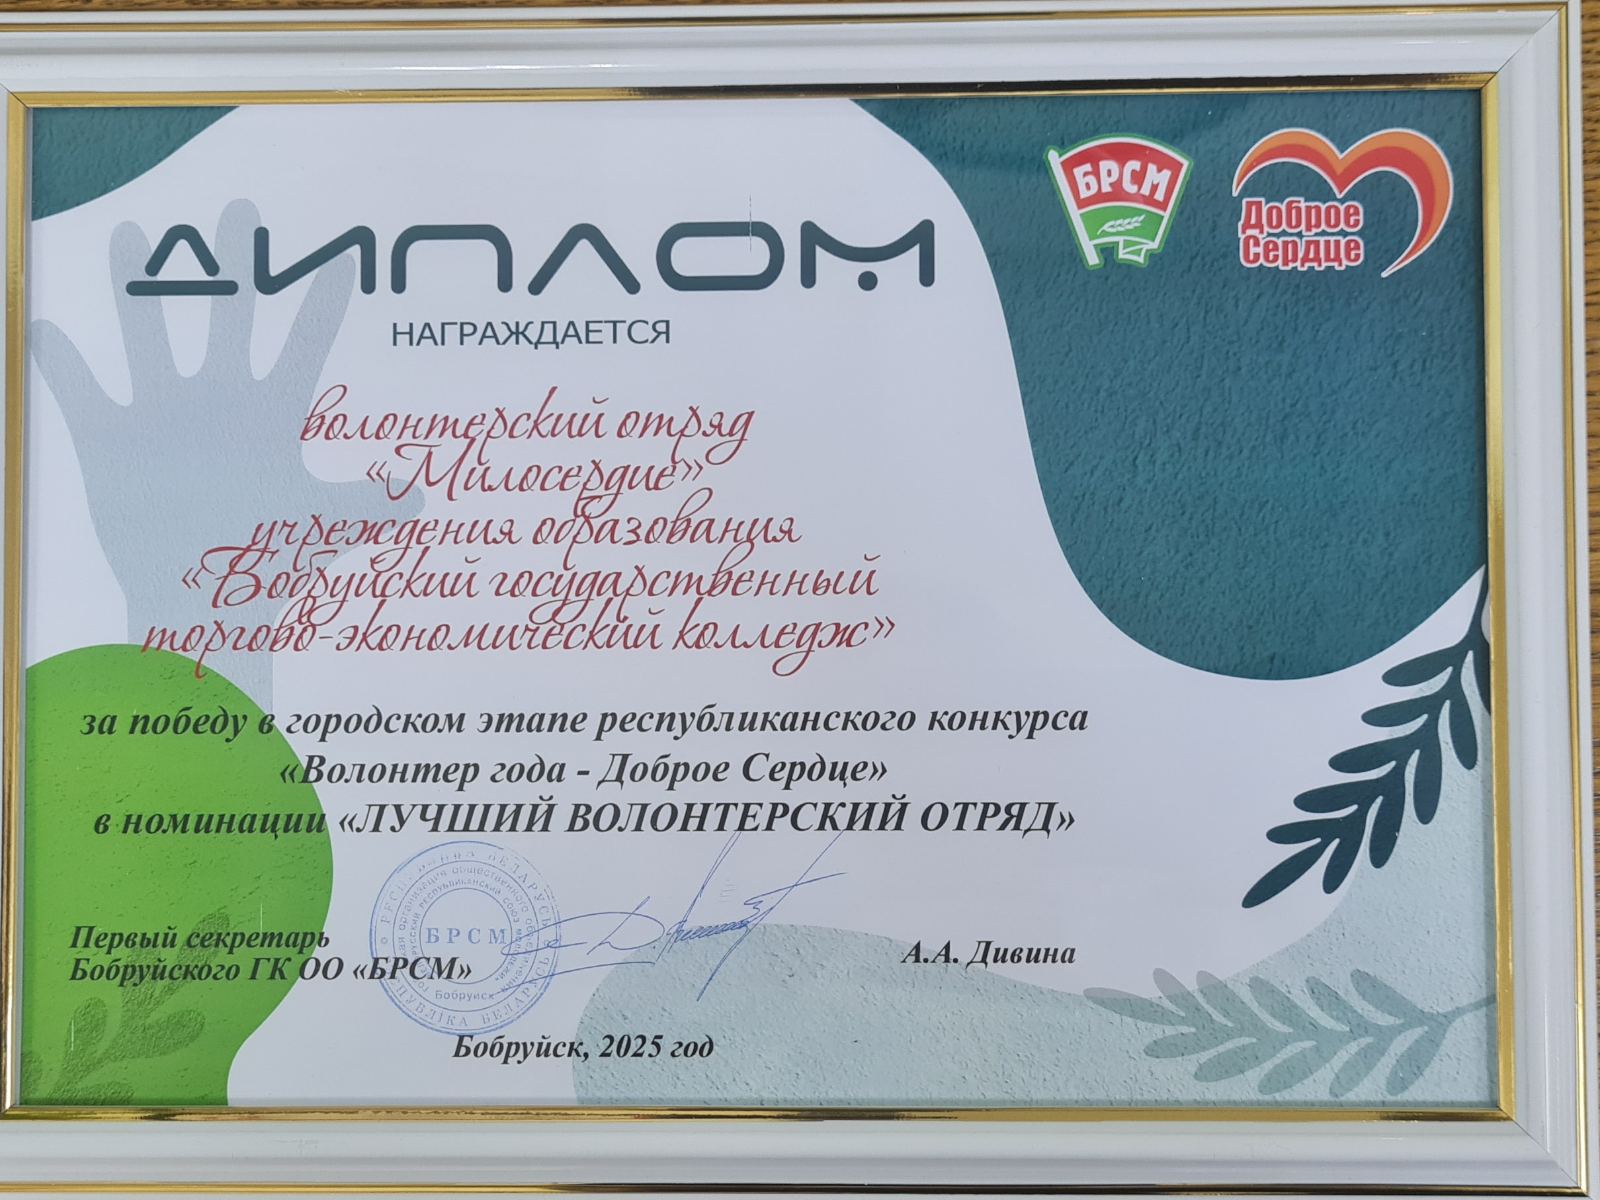 БРСМ
Доброе
Сердце
ДИПЛОМ
НАГРАЖДАЕТСЯ
волонтерский отряд
«Милосердие»
учреждения образования
«Бобруйский государственный
торгово-экономический колледж»
за победу в городском этапе республиканского конкурса
«Волонтер года - Доброе Сердце»
в номинации «ЛУЧШИЙ ВОЛОНТЕРСКИЙ ОТРЯД»
Первый секретарь
Бобруйского ГК ОО «БРСМ»
БРСМ
Бобруйск
А.А. Дивина
Бобруйск, 2025 год